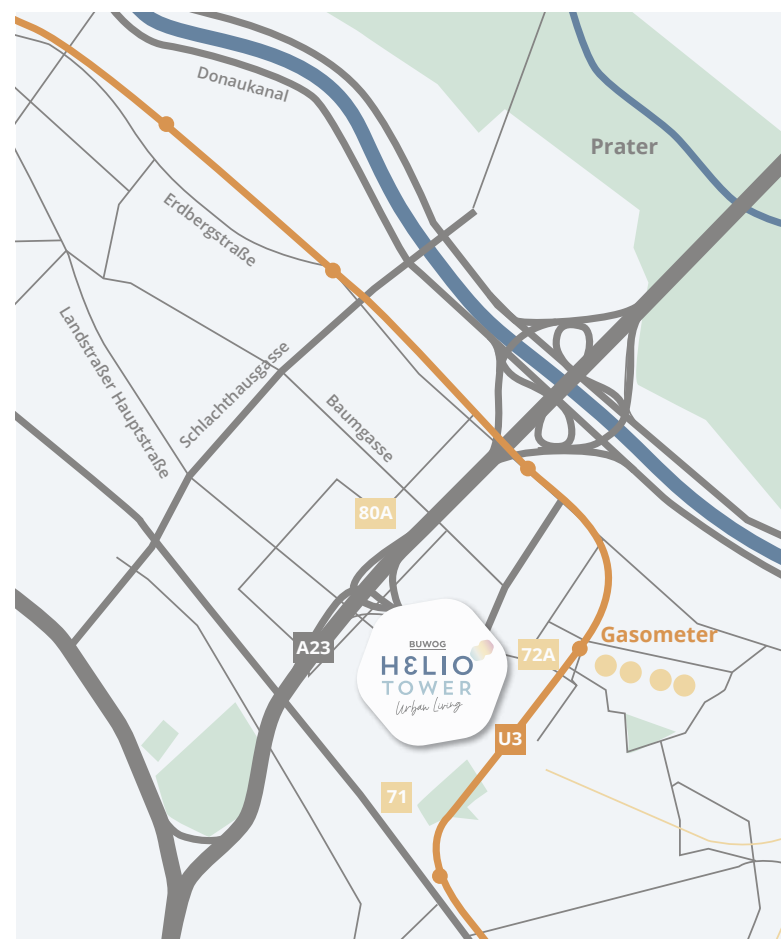 Donaukanal
Prater
Erdbergstraße
Landstraßer Hauptstraße
Schlachthausgasse
Baumgasse
80A
A23
BUWOG
HELIO
TOWER
Urban Living
72A
Gasometer
U3
71